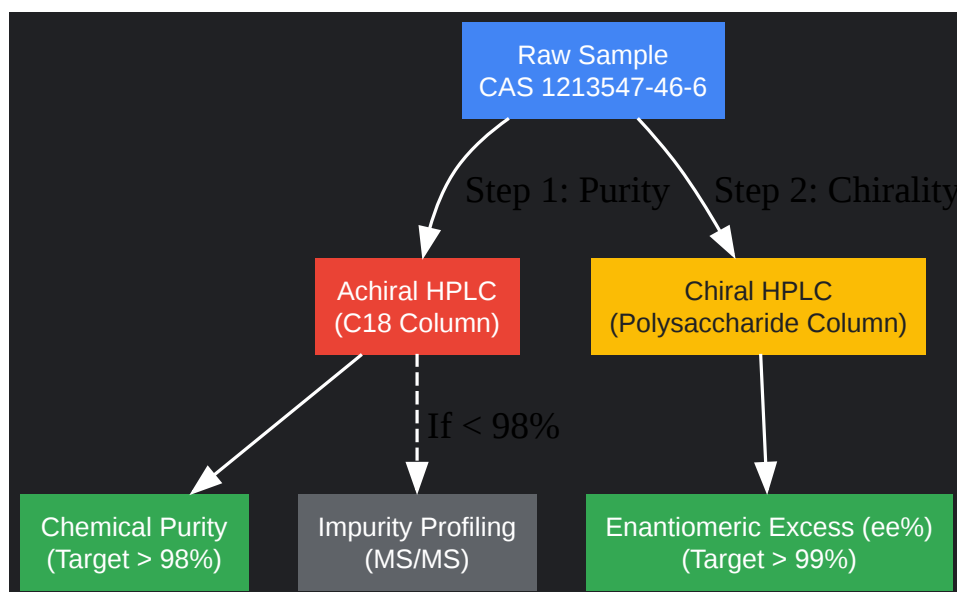 Raw Sample
CAS 1213547-46-6
Step 1: Purity
Step 2: Chirality
Achiral HPLC
(C18 Column)
Chiral HPLC
(Polysaccharide Column)
If < 98%
Chemical Purity
(Target > 98%)
Impurity Profiling
(MS/MS)
Enantiomeric Excess (ee%)
(Target > 99%)